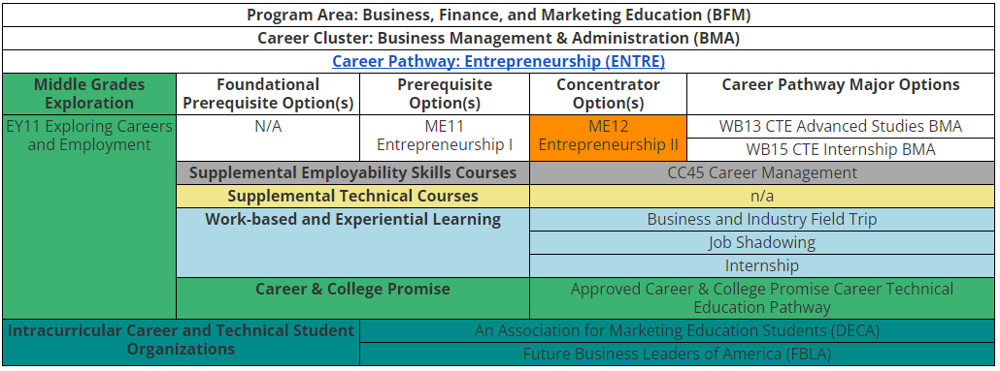 Program Area: Business, Finance, and Marketing Education (BFM)
Career Cluster: Business Management & Administration (BMA)
Career Pathway: Entrepreneurship (ENTRE)
Middle Grades
Exploration
Foundational
Prerequisite Option(s)
Prerequisite
Option(s)
Concentrator
Option(s)
Career Pathway Major Options
EY11 Exploring Careers
and Employment
N/A
ME11
Entrepreneurship I
ME12
Entrepreneurship II
WB13 CTE Advanced Studies BMA
WB15 CTE Internship BMA
Supplemental Employability Skills Courses
CC45 Career Management
Supplemental Technical Courses
n/a
Work-based and Experiential Learning
Business and Industry Field Trip
Job Shadowing
Internship
Career & College Promise
Approved Career & College Promise Career Technical
Education Pathway
Intracurricular Career and Technical Student
Organizations
An Association for Marketing Education Students (DECA)
Future Business Leaders of America (FBLA)